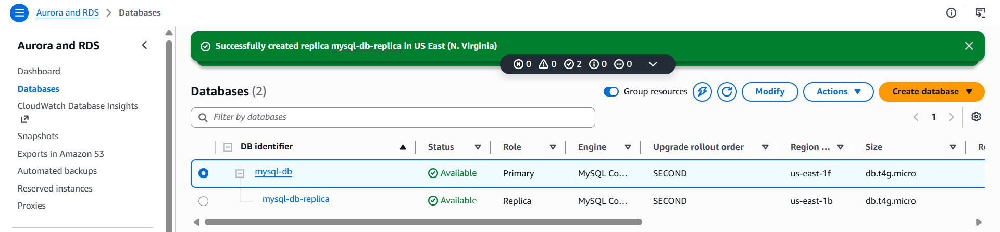 Aurora and RDS > Databases
Aurora and RDS
Dashboard
Databases
CloudWatch Database Insights
Snapshots
Exports in Amazon S3
Automated backups
Reserved instances
Proxies
Successfully created replica mysql-db-replica in US East (N. Virginia)
0 0 2 0 0
Databases (2)
Group resources Modify Actions Create database
Filter by databases
1
DB identifier Status Role Engine Upgrade rollout order Region ... Size
mysql-db Available Primary MySQL Co... SECOND us-east-1f db.t4g.micro
mysql-db-replica Available Replica MySQL Co... SECOND us-east-1b db.t4g.micro